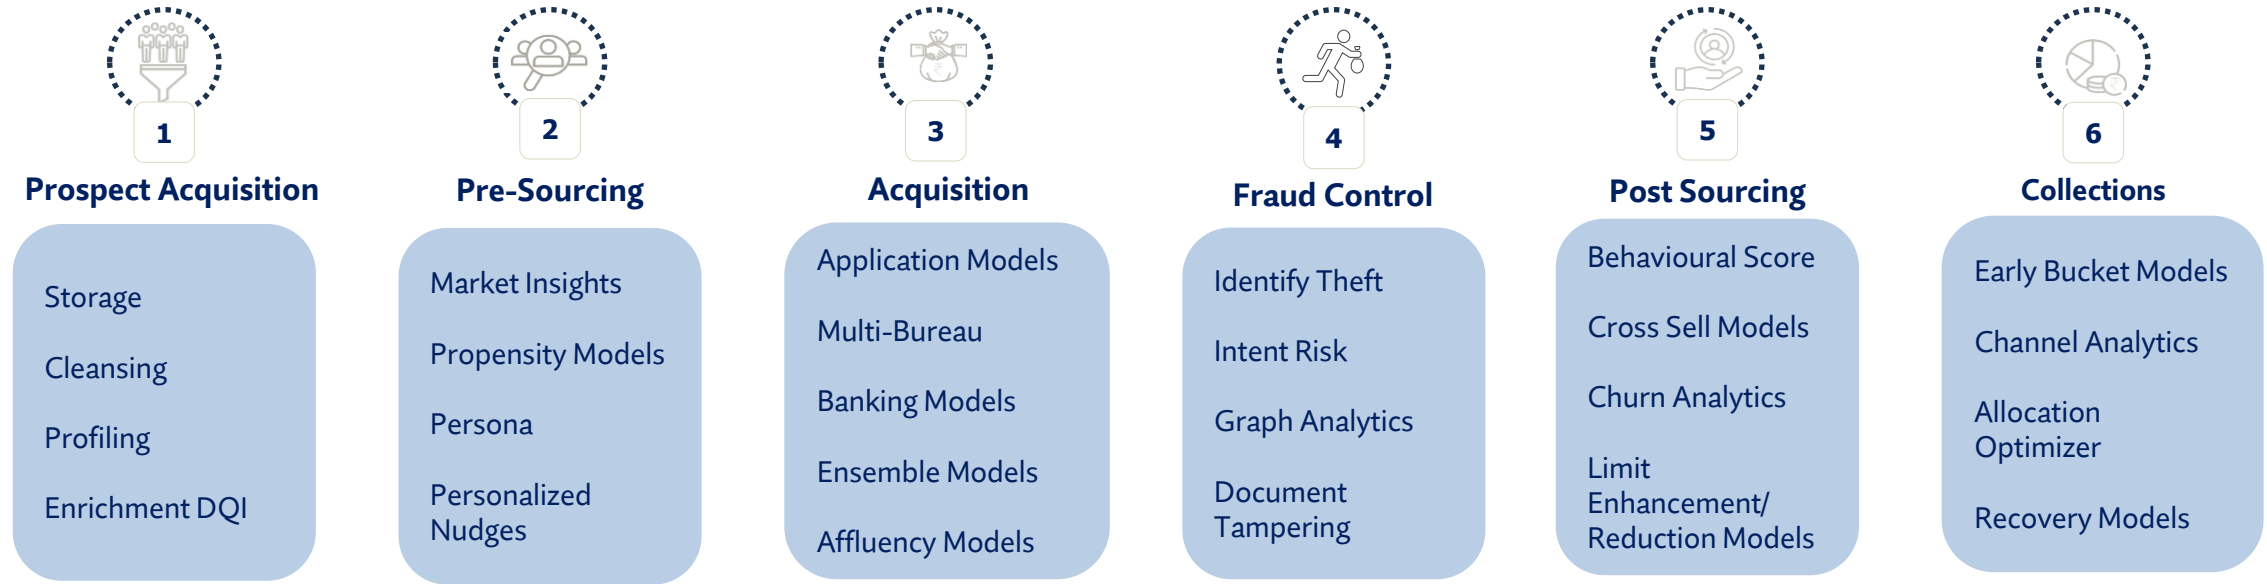 1
Prospect Acquisition
Storage
Cleansing
Profiling
Enrichment DQI
2
Pre-Sourcing
Market Insights
Propensity Models
Persona
Personalized
Nudges
3
Acquisition
Application Models
Multi-Bureau
Banking Models
Ensemble Models
Affluency Models
4
Fraud Control
Identify Theft
Intent Risk
Graph Analytics
Document
Tampering
5
Post Sourcing
Behavioural Score
Cross Sell Models
Churn Analytics
Limit
Enhancement/
Reduction Models
6
Collections
Early Bucket Models
Channel Analytics
Allocation
Optimizer
Recovery Models